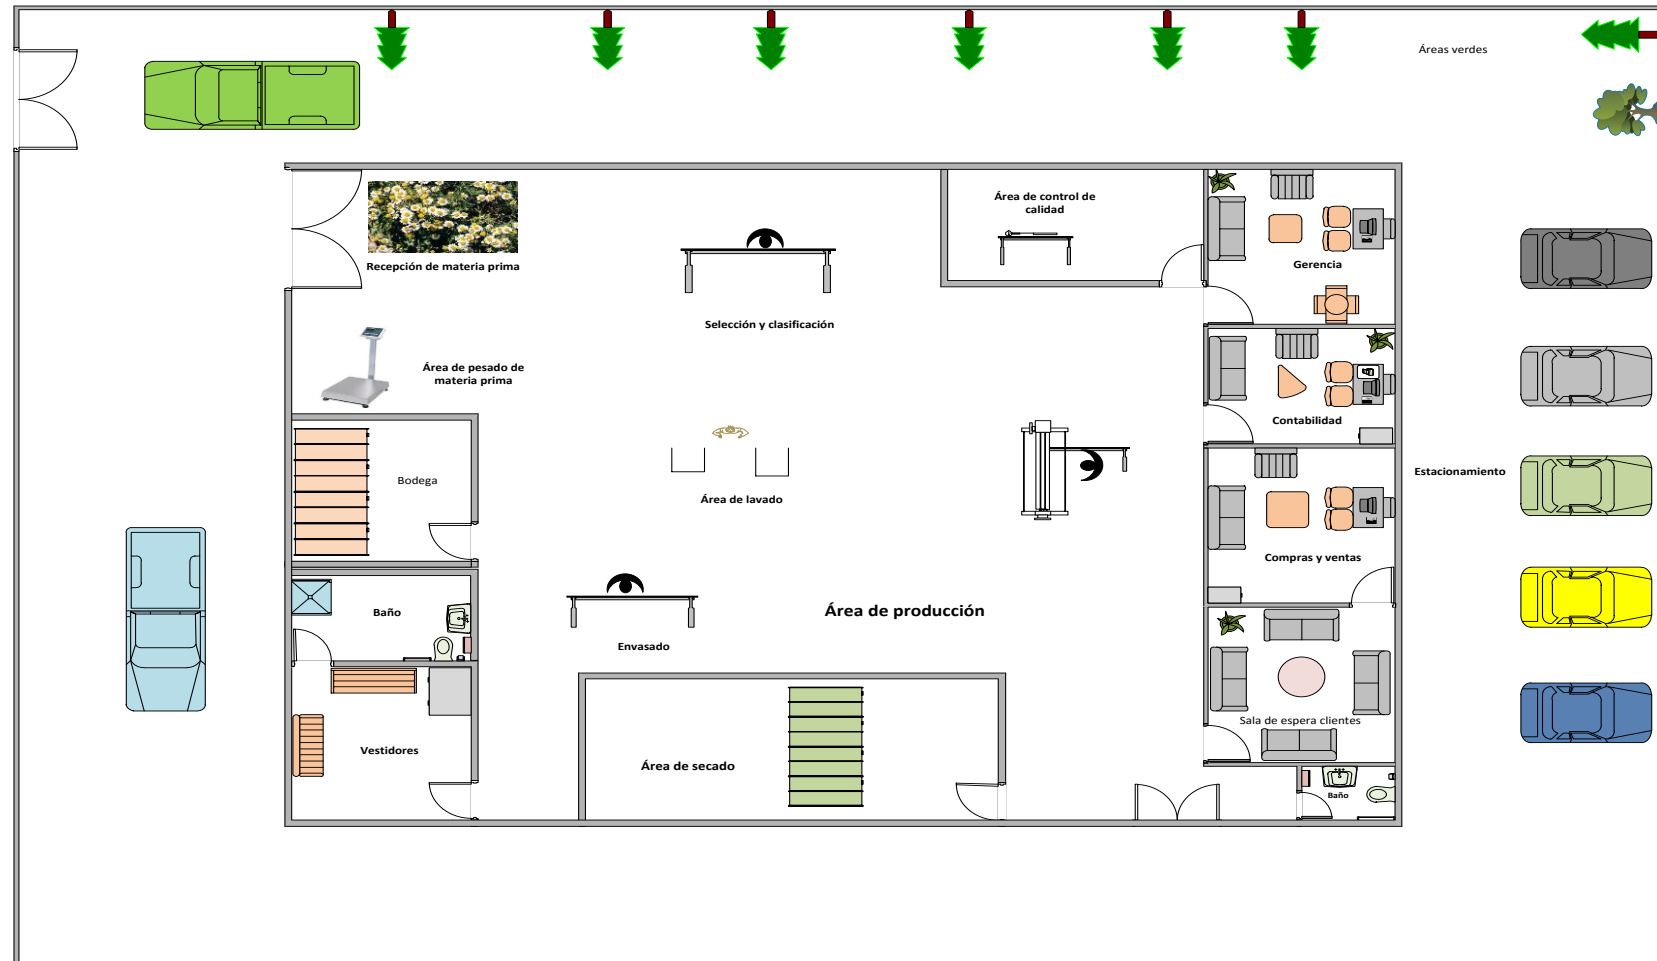 Áreas verdes
Área de control de
calidad
Recepción de materia prima
Gerencia
Selección y clasificación
Área de pesado de
materia prima
Contabilidad
Bodega
Estacionamiento
Área de lavado
Compras y ventas
Baño
Área de producción
Envasado
Sala de espera clientes
Vestidores
Área de secado
Baño